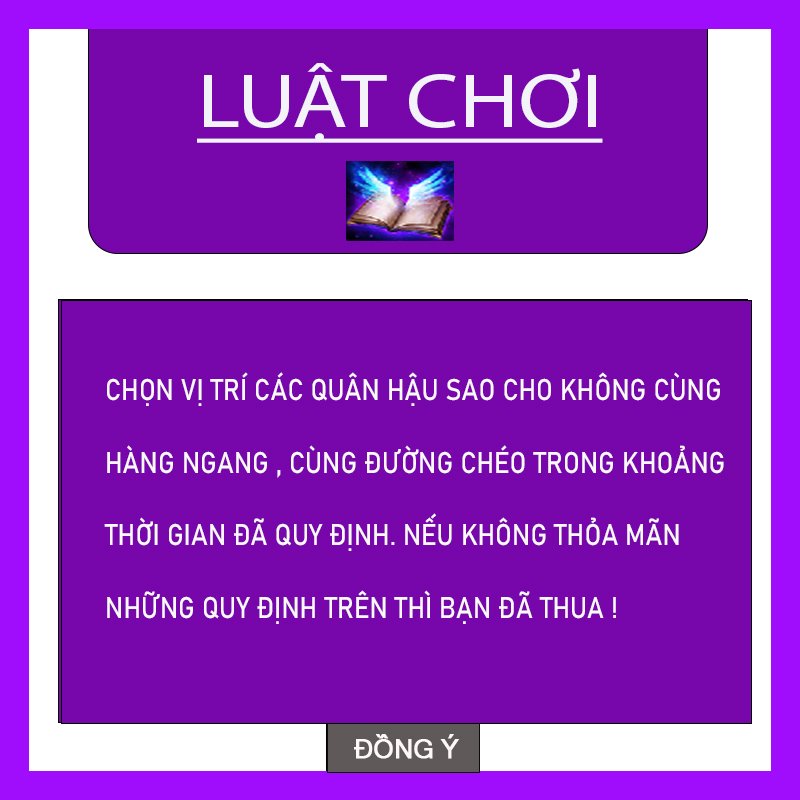 LUẬT CHƠI
CHỌN VỊ TRÍ CÁC QUÂN HẬU SAO CHO KHÔNG CÙNG
HÀNG NGANG , CÙNG ĐƯỜNG CHÉO TRONG KHOẢNG
THỜI GIAN ĐÃ QUY ĐỊNH. NẾU KHÔNG THỎA MÃN
NHỮNG QUY ĐỊNH TRÊN THÌ BẠN ĐÃ THUA !
ĐỒNG Ý